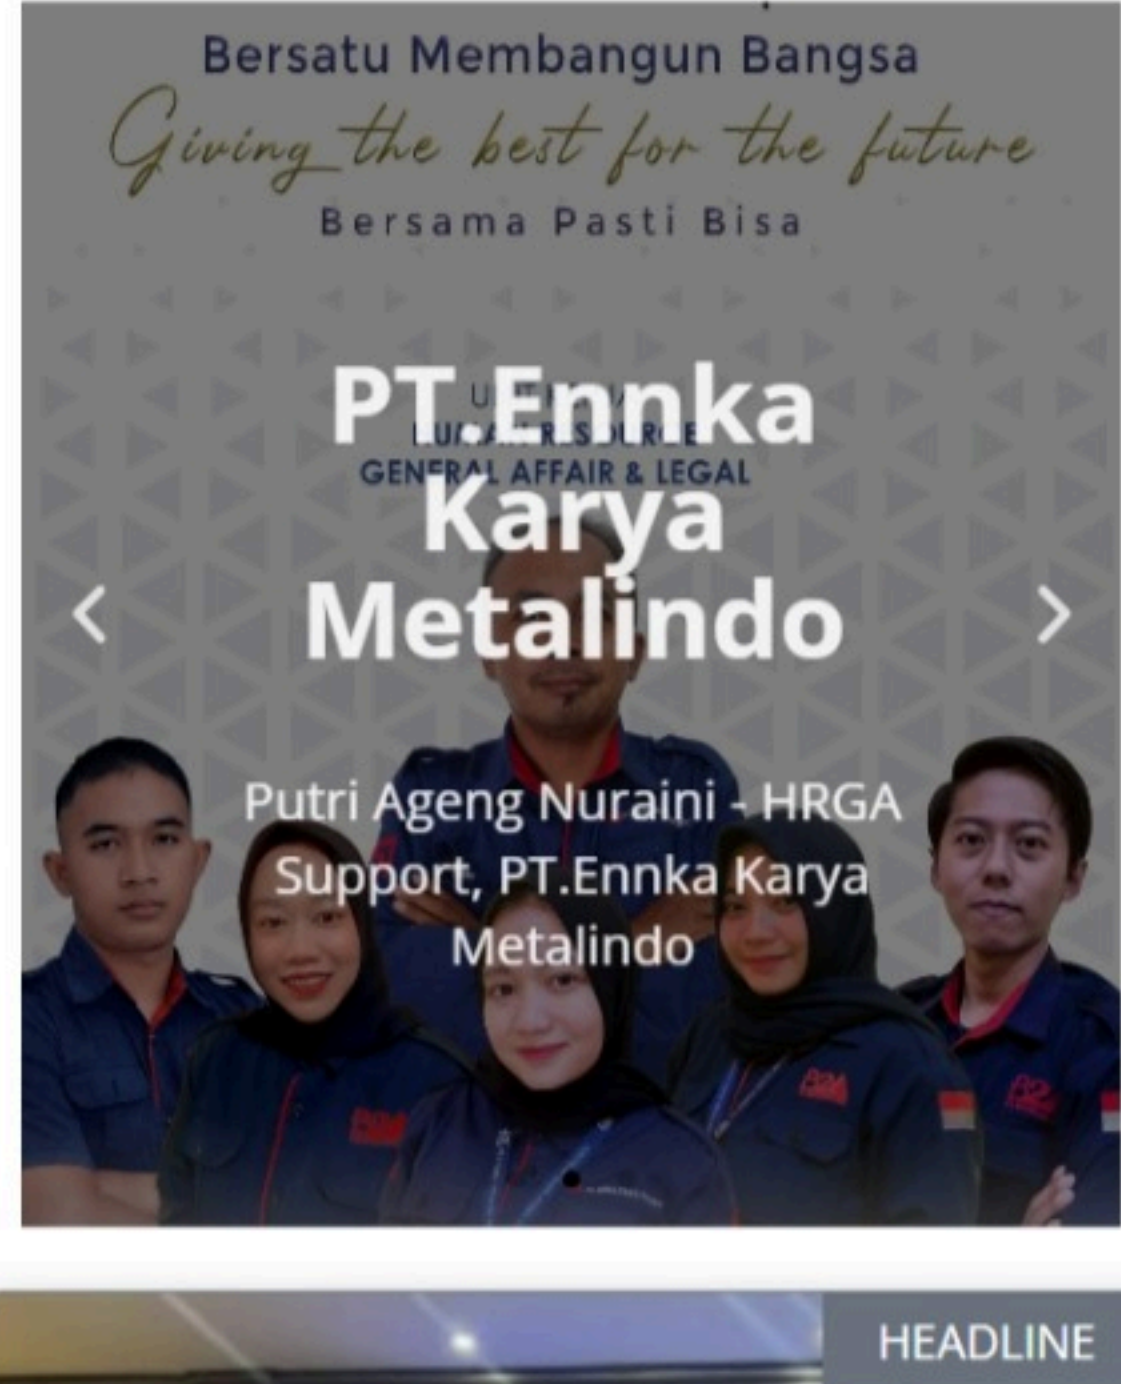 Bersatu Membangun Bangsa
Giving the best for the future
Bersama Pasti Bisa
PT.Ennka
GENERAL AFFAIR & LEGAL
Karya
Metalindo
Putri Ageng Nuraini - HRGA
Support, PT.Ennka Karya
Metalindo
HEADLINE